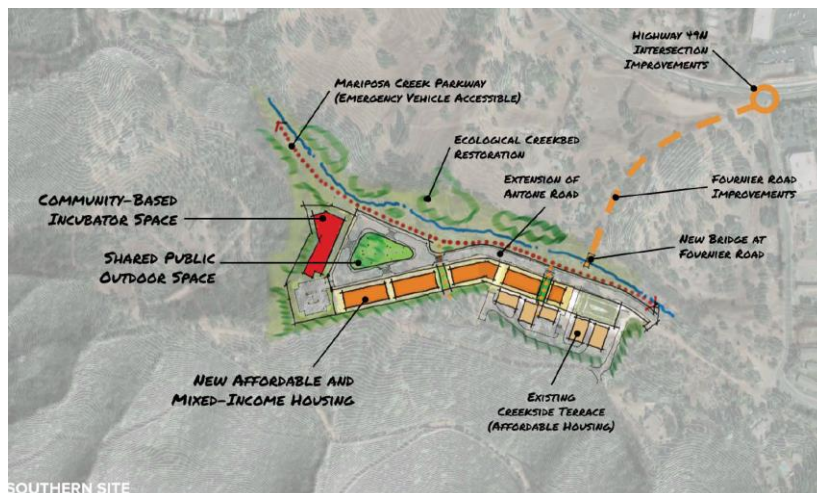 Highway 49N
Intersection
Improvements
Mariposa Creek Parkway
(Emergency Vehicle Accessible)
Ecological Creekbed
Restoration
Extension of
Antone Road
Fournier Road
Improvements
Community-Based
Incubator Space
New Bridge at
Fournier Road
Shared Public
Outdoor Space
New Affordable and
Mixed-Income Housing
Existing
Creekside Terrace
(Affordable Housing)
SOUTHERN SITE